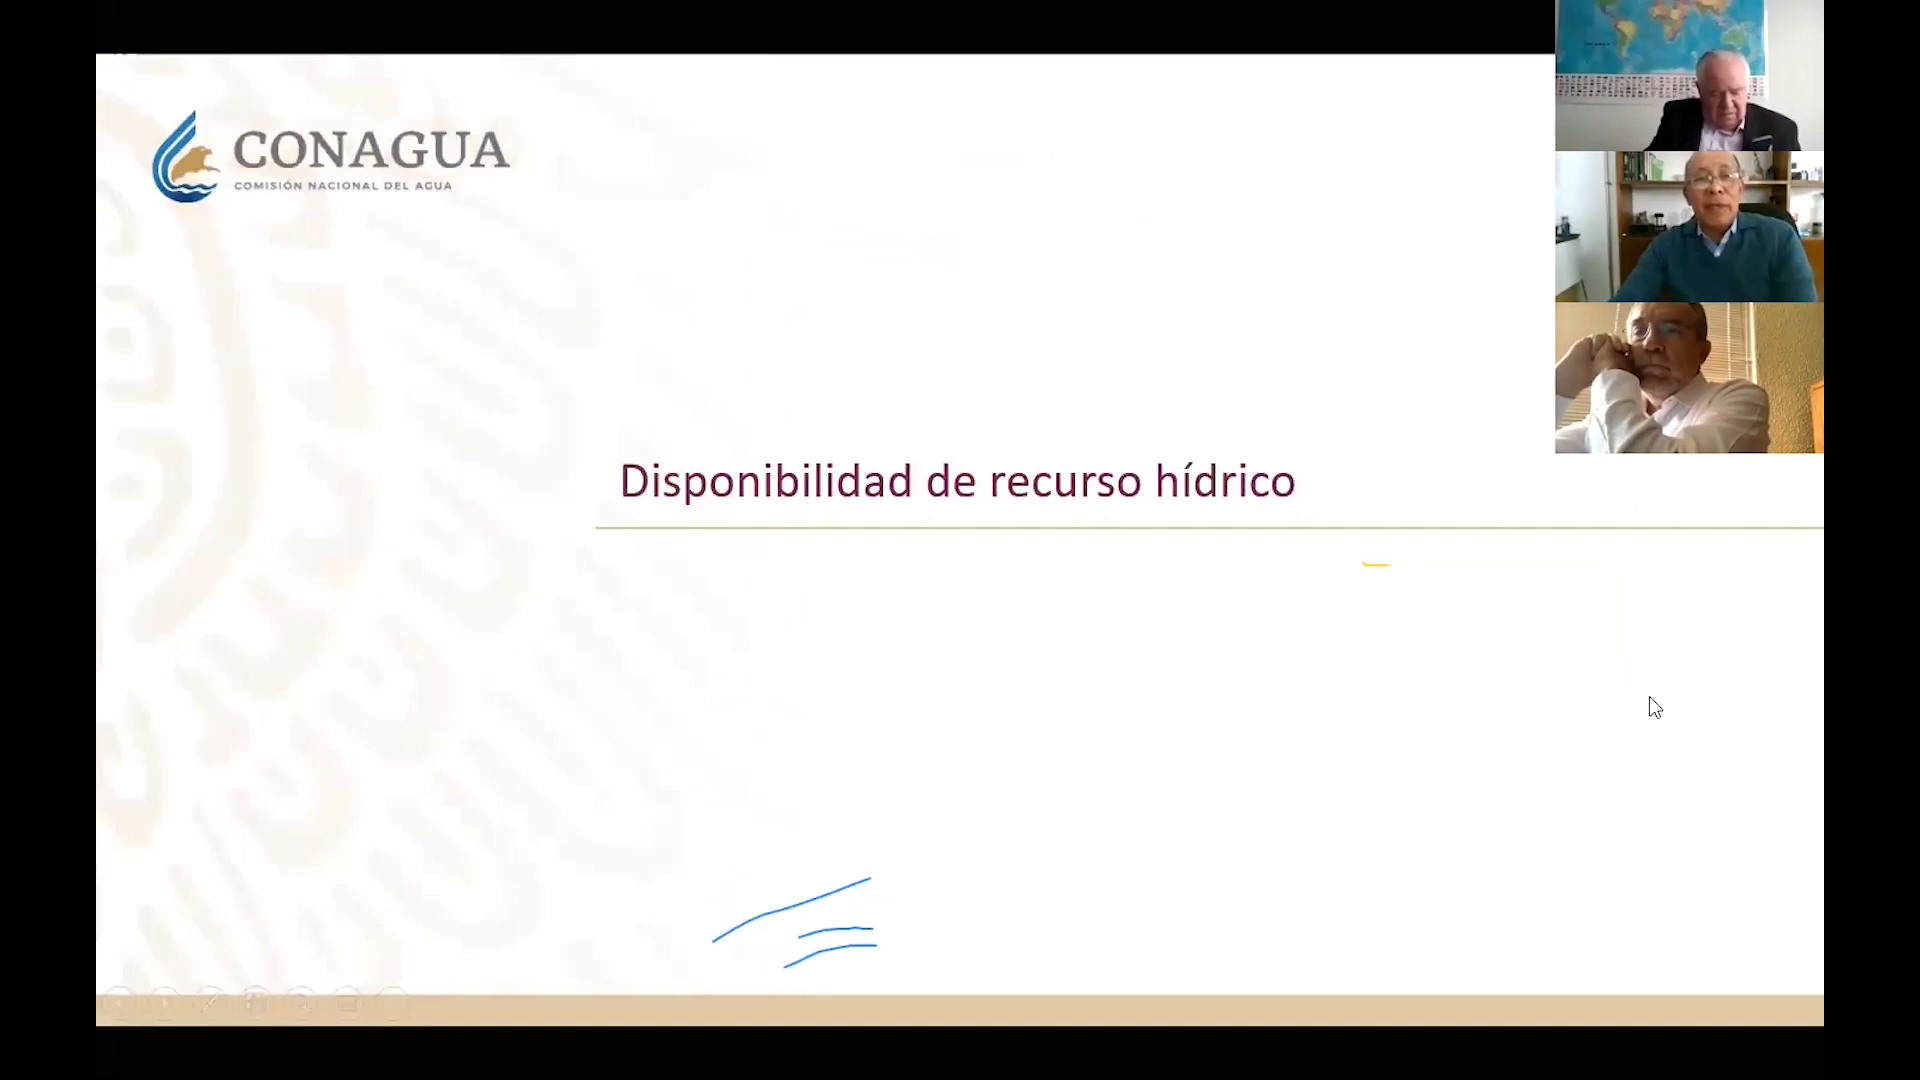 CONAGUA
COMISIÓN NACIONAL DEL AGUA
Disponibilidad de recurso hídrico